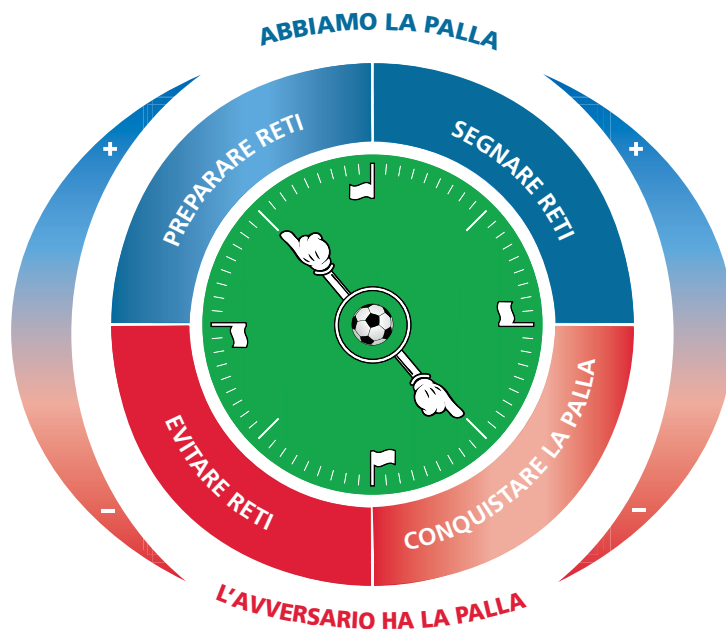 ABBIAMO LA PALLA
PREPARARE RETI
SEGNARE RETI
+
+
EVITARE RETI
CONQUISTARE LA PALLA
–
–
L'AVVERSARIO HA LA PALLA